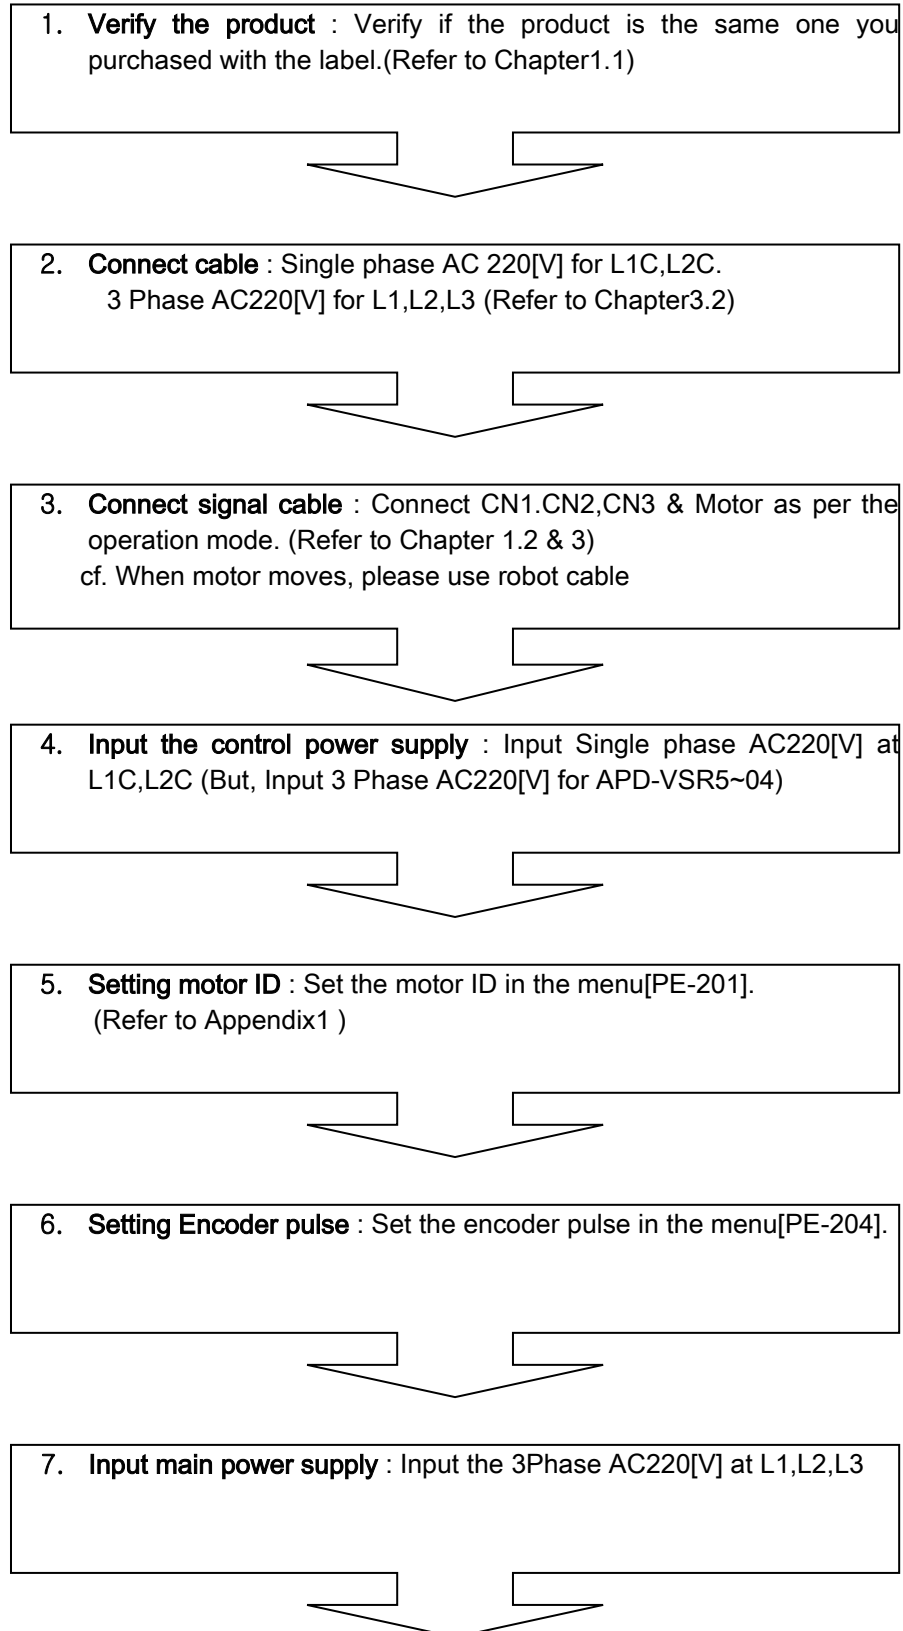 1. Verify the product : Verify if the product is the same one you
purchased with the label.(Refer to Chapter1.1)
2. Connect cable : Single phase AC 220[V] for L1C,L2C.
3 Phase AC220[V] for L1,L2,L3 (Refer to Chapter3.2)
3. Connect signal cable : Connect CN1.CN2,CN3 & Motor as per the
operation mode. (Refer to Chapter 1.2 & 3)
cf. When motor moves, please use robot cable
4. Input the control power supply : Input Single phase AC220[V] at
L1C,L2C (But, Input 3 Phase AC220[V] for APD-VSR5~04)
5. Setting motor ID : Set the motor ID in the menu[PE-201].
(Refer to Appendix1 )
6. Setting Encoder pulse : Set the encoder pulse in the menu[PE-204].
7. Input main power supply : Input the 3Phase AC220[V] at L1,L2,L3